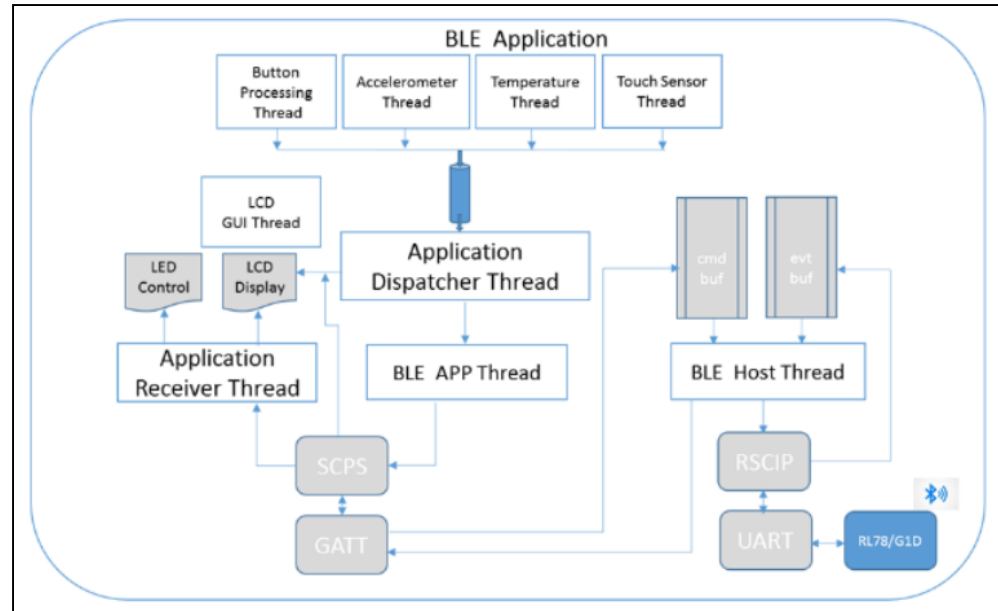 BLE Application
Button
Processing
Thread
Accelerometer
Thread
Temperature
Thread
Touch Sensor
Thread
LCD
GUI Thread
Application
Dispatcher Thread
LED
Control
LCD
Display
cmd
buf
evt
buf
Application
Receiver Thread
BLE APP Thread
BLE Host Thread
SCPS
RSCIP
GATT
UART
RL78/G1D